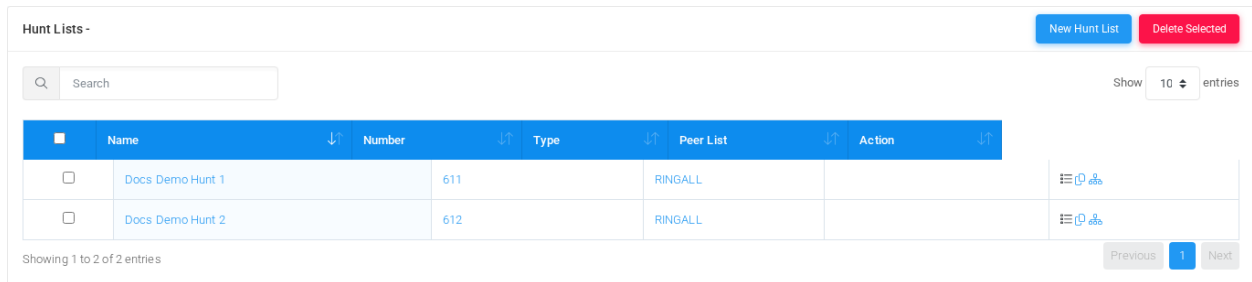 Hunt Lists -
New Hunt List Delete Selected
Search
Show 10 entries
Name Number Type Peer List Action
Docs Demo Hunt 1 611 RINGALL
Docs Demo Hunt 2 612 RINGALL
Showing 1 to 2 of 2 entries
Previous 1 Next